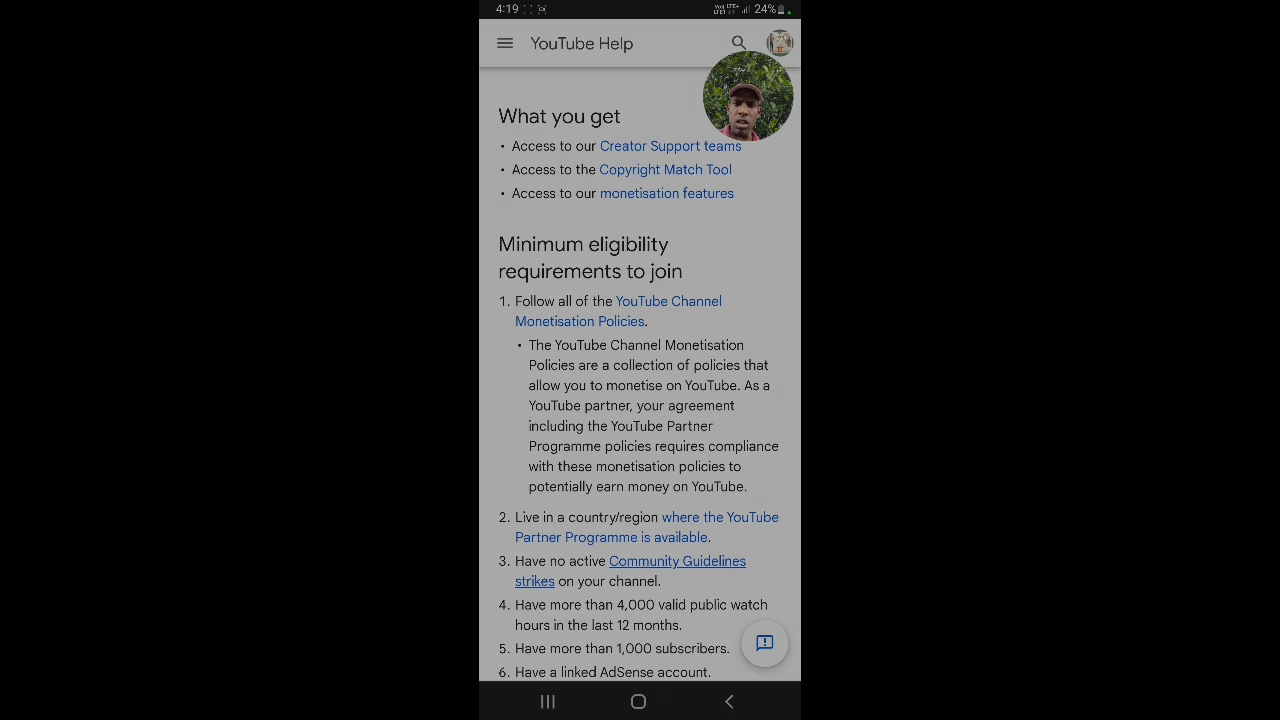 4:19 24%
YouTube Help
What you get
• Access to our Creator Support teams
• Access to the Copyright Match Tool
• Access to our monetisation features
Minimum eligibility
requirements to join
1. Follow all of the YouTube Channel
Monetisation Policies.
• The YouTube Channel Monetisation
Policies are a collection of policies that
allow you to monetise on YouTube. As a
YouTube partner, your agreement
including the YouTube Partner
Programme policies requires compliance
with these monetisation policies to
potentially earn money on YouTube.
2. Live in a country/region where the YouTube
Partner Programme is available.
3. Have no active Community Guidelines
strikes on your channel.
4. Have more than 4,000 valid public watch
hours in the last 12 months.
5. Have more than 1,000 subscribers.
6. Have a linked AdSense account.